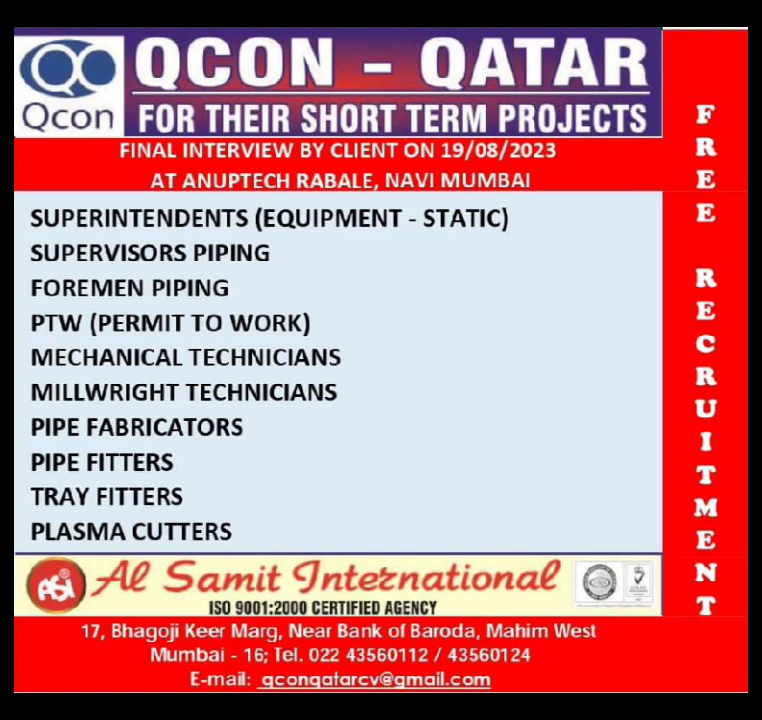 Qcon
QCON - QATAR
FOR THEIR SHORT TERM PROJECTS
FINAL INTERVIEW BY CLIENT ON 19/08/2023
AT ANUPTECH RABALE, NAVI MUMBAI
SUPERINTENDENTS (EQUIPMENT - STATIC)
SUPERVISORS PIPING
FOREMEN PIPING
PTW (PERMIT TO WORK)
MECHANICAL TECHNICIANS
MILLWRIGHT TECHNICIANS
PIPE FABRICATORS
PIPE FITTERS
TRAY FITTERS
PLASMA CUTTERS
FREE RECRUITMENT
ASI
Al Samit International
ISO 9001:2000 CERTIFIED AGENCY
17, Bhagoji Keer Marg, Near Bank of Baroda, Mahim West
Mumbai - 16; Tel. 022 43560112 / 43560124
E-mail: qconqatarcv@gmail.com